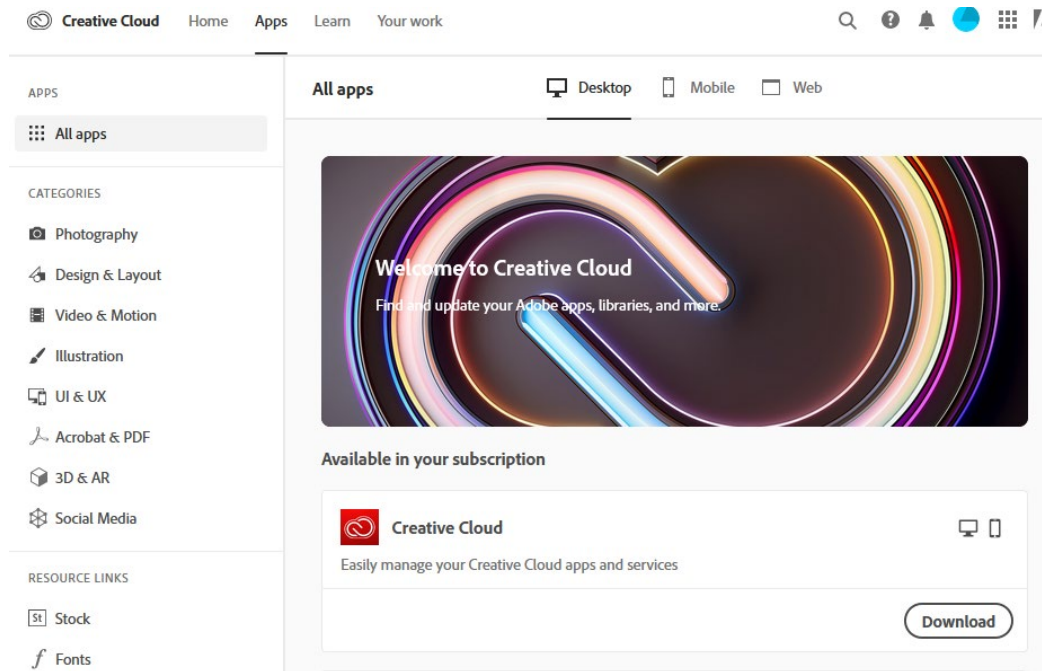 Creative Cloud
Home
Apps
Learn
Your work
APPS
All apps
CATEGORIES
Photography
Design & Layout
Video & Motion
Illustration
UI & UX
Acrobat & PDF
3D & AR
Social Media
RESOURCE LINKS
St Stock
Fonts
All apps
Desktop
Mobile
Web
Welcome to Creative Cloud
Find and update your Adobe apps, libraries, and more.
Available in your subscription
Creative Cloud
Easily manage your Creative Cloud apps and services
Download